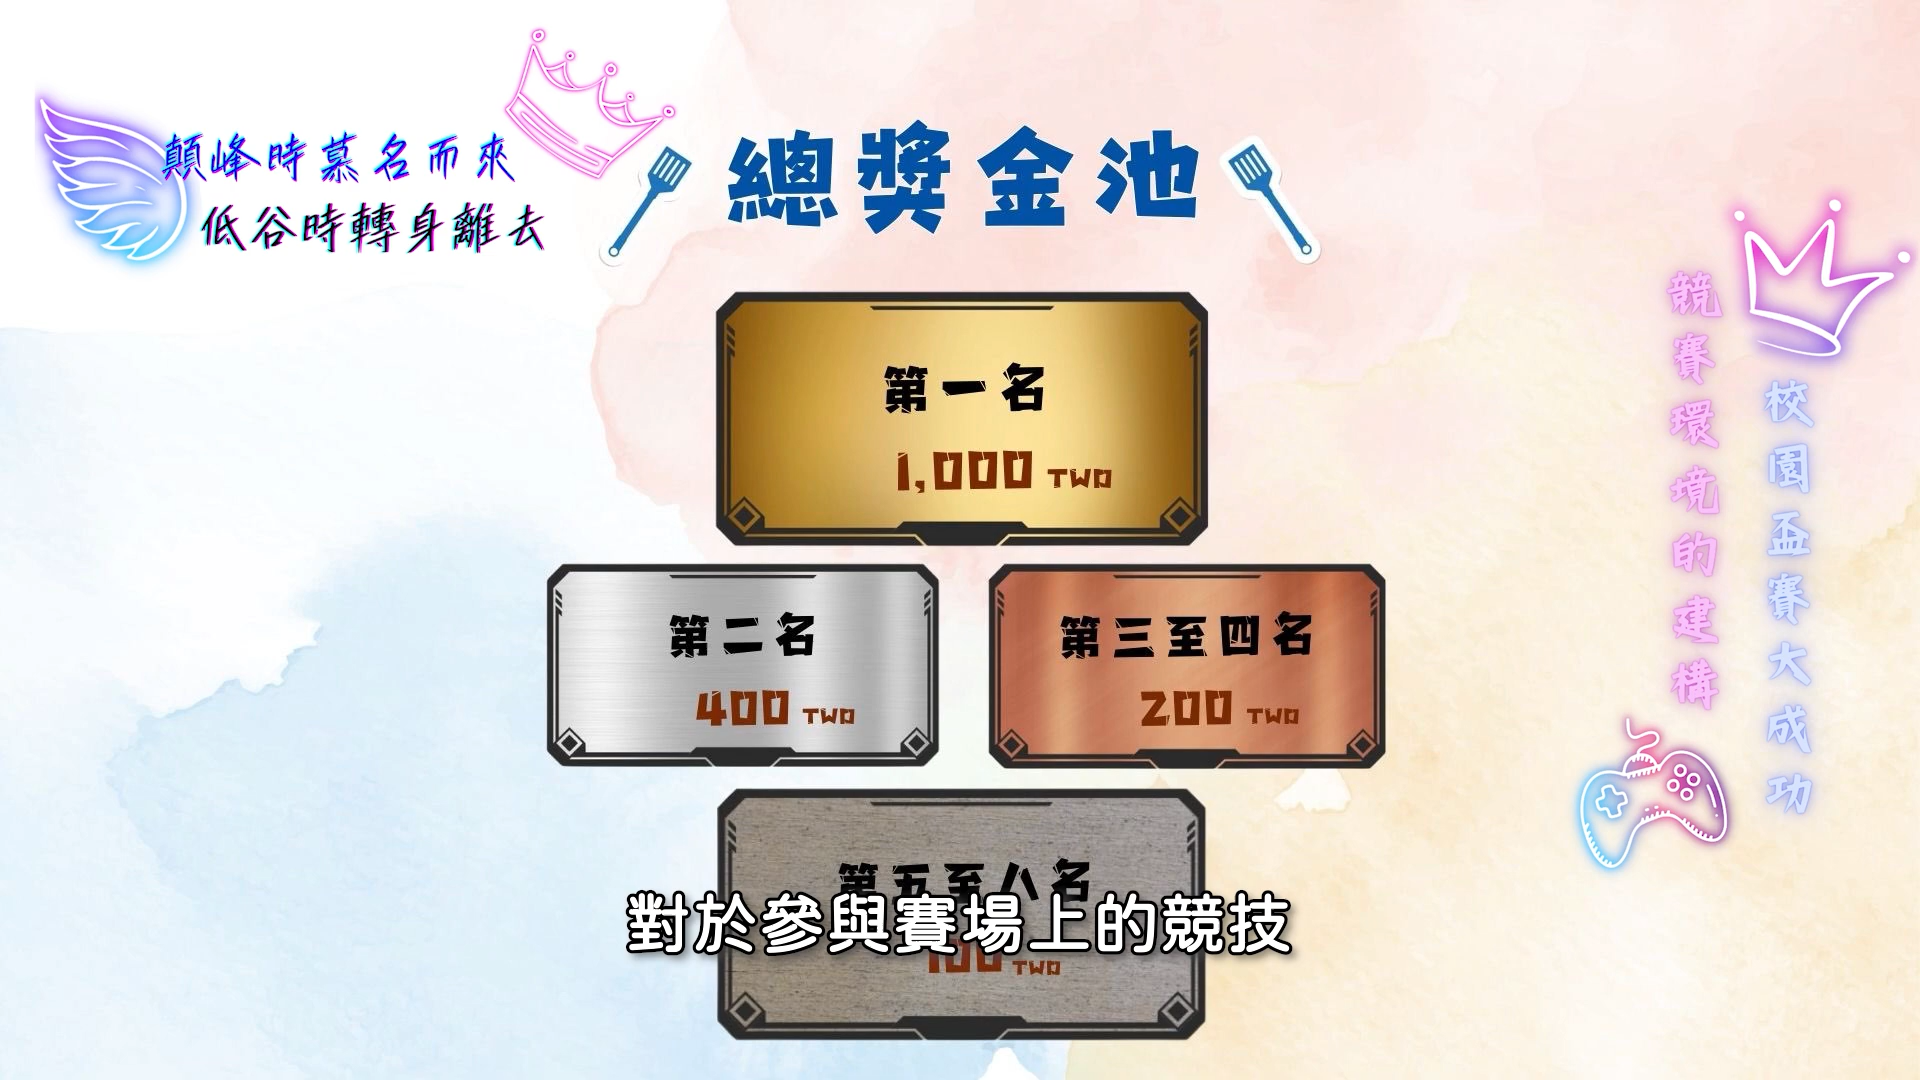 顛峰時慕名而來
低谷時轉身離去
總獎金池
第一名
1,000 TWD
第二名
400 TWD
第三至四名
200 TWD
第五至八名
100 TWD
對於參與賽場上的競技
競賽環境的建構
校園盃賽大成功